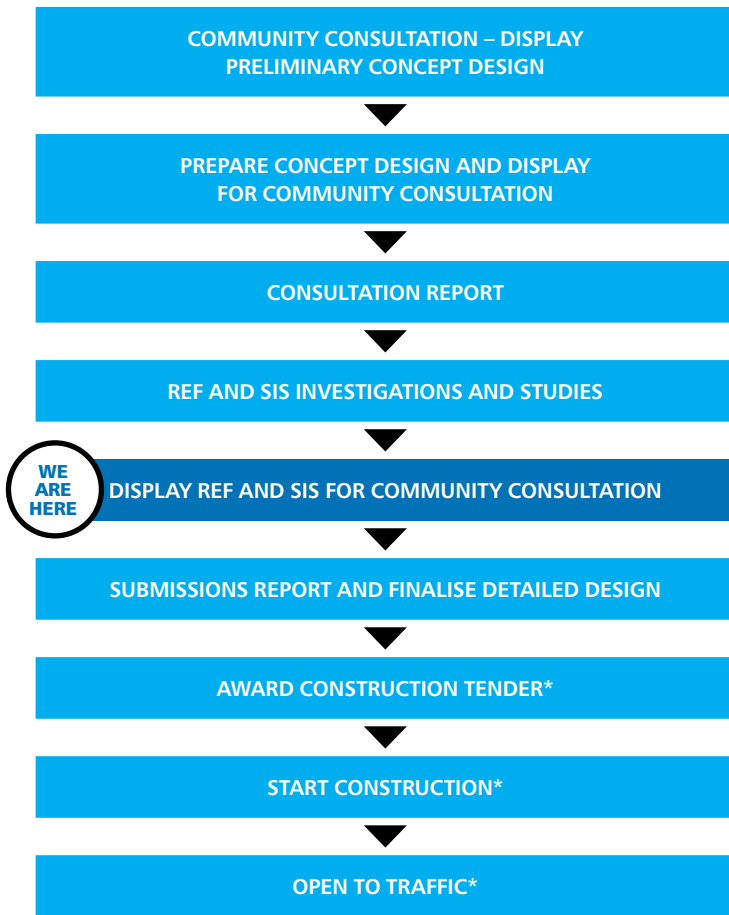 COMMUNITY CONSULTATION – DISPLAY
PRELIMINARY CONCEPT DESIGN
PREPARE CONCEPT DESIGN AND DISPLAY
FOR COMMUNITY CONSULTATION
CONSULTATION REPORT
REF AND SIS INVESTIGATIONS AND STUDIES
WE
ARE
HERE
DISPLAY REF AND SIS FOR COMMUNITY CONSULTATION
SUBMISSIONS REPORT AND FINALISE DETAILED DESIGN
AWARD CONSTRUCTION TENDER*
START CONSTRUCTION*
OPEN TO TRAFFIC*